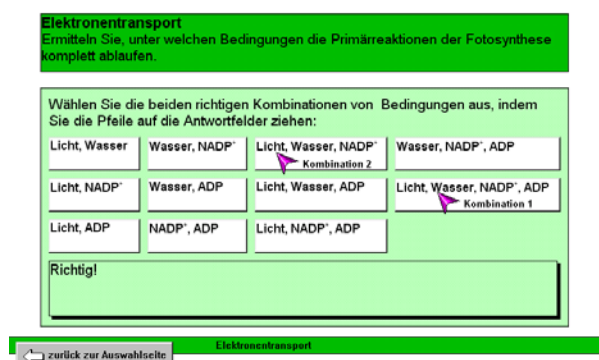 Elektronentransport
Ermitteln Sie, unter welchen Bedingungen die Primärreaktionen der Fotosynthese
komplett ablaufen.
Wählen Sie die beiden richtigen Kombinationen von Bedingungen aus, indem
Sie die Pfeile auf die Antwortfelder ziehen:
Licht, Wasser
Wasser, NADP⁺
Licht, Wasser, NADP⁺
Wasser, NADP⁺, ADP
Kombination 2
Licht, NADP⁺
Wasser, ADP
Licht, Wasser, ADP
Licht, Wasser, NADP⁺, ADP
Kombination 1
Licht, ADP
NADP⁺, ADP
Licht, NADP⁺, ADP
Richtig!
Elektronentransport
zurück zur Auswahlseite